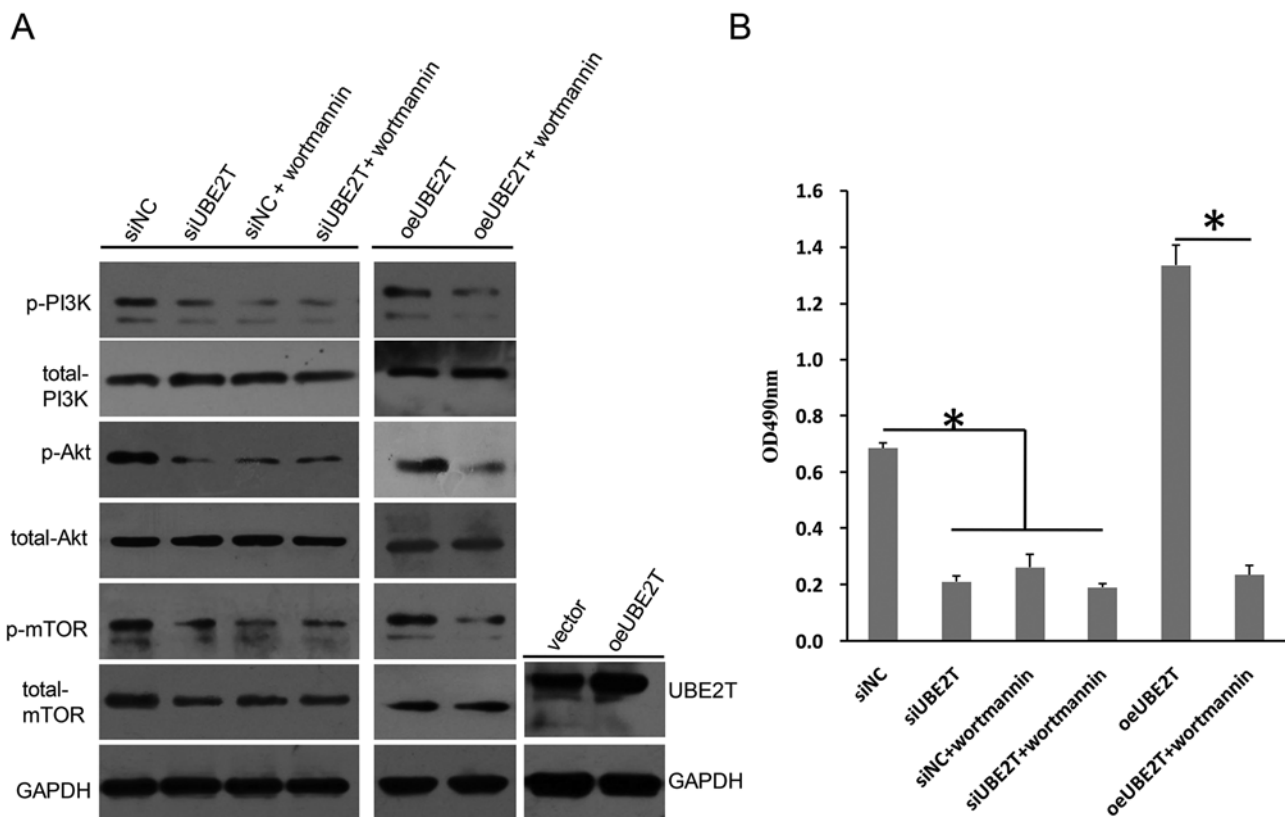 A
B
siNC
siUBE2T
siNC + wortmannin
siUBE2T+ wortmannin
oeUBE2T
oeUBE2T+ wortmannin
p-PI3K
total-
PI3K
p-Akt
total-Akt
p-mTOR
total-
mTOR
GAPDH
vector
oeUBE2T
UBE2T
GAPDH
OD490nm
1.6
1.4
1.2
1.0
0.8
0.6
0.4
0.2
0.0
*
*
siNC
siUBE2T
siNC+wortmannin
siUBE2T+wortmannin
oeUBE2T
oeUBE2T+wortmannin